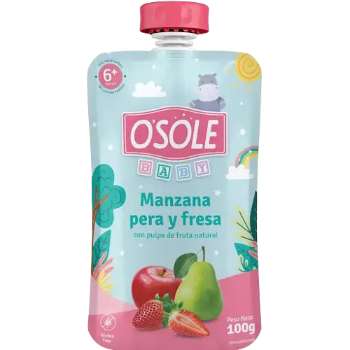 6+
O'SOLE
BABY
Manzana
pera y fresa
con pulpa de fruta natural
Peso Neto
100g